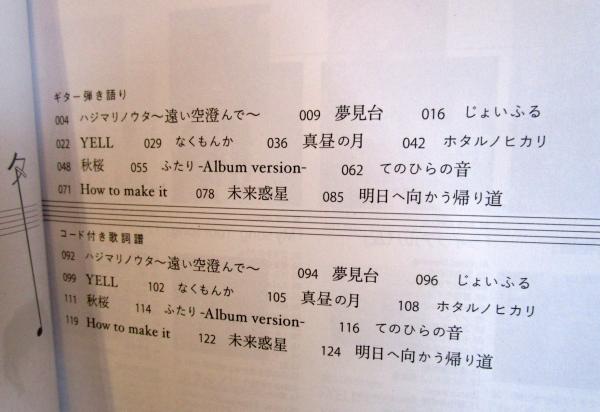 ギター弾き語り
004 ハジマリノウタ〜遠い空澄んで〜 009 夢見台 016 じょいふる
022 YELL 029 なくもんか 036 真昼の月 042 ホタルノヒカリ
048 秋桜 055 ふたり-Album version- 062 てのひらの音
071 How to make it 078 未来惑星 085 明日へ向かう帰り道
コード付き歌詞譜
092 ハジマリノウタ〜遠い空澄んで〜 094 夢見台 096 じょいふる
099 YELL 102 なくもんか 105 真昼の月 108 ホタルノヒカリ
111 秋桜 114 ふたり-Album version- 116 てのひらの音
119 How to make it 122 未来惑星 124 明日へ向かう帰り道